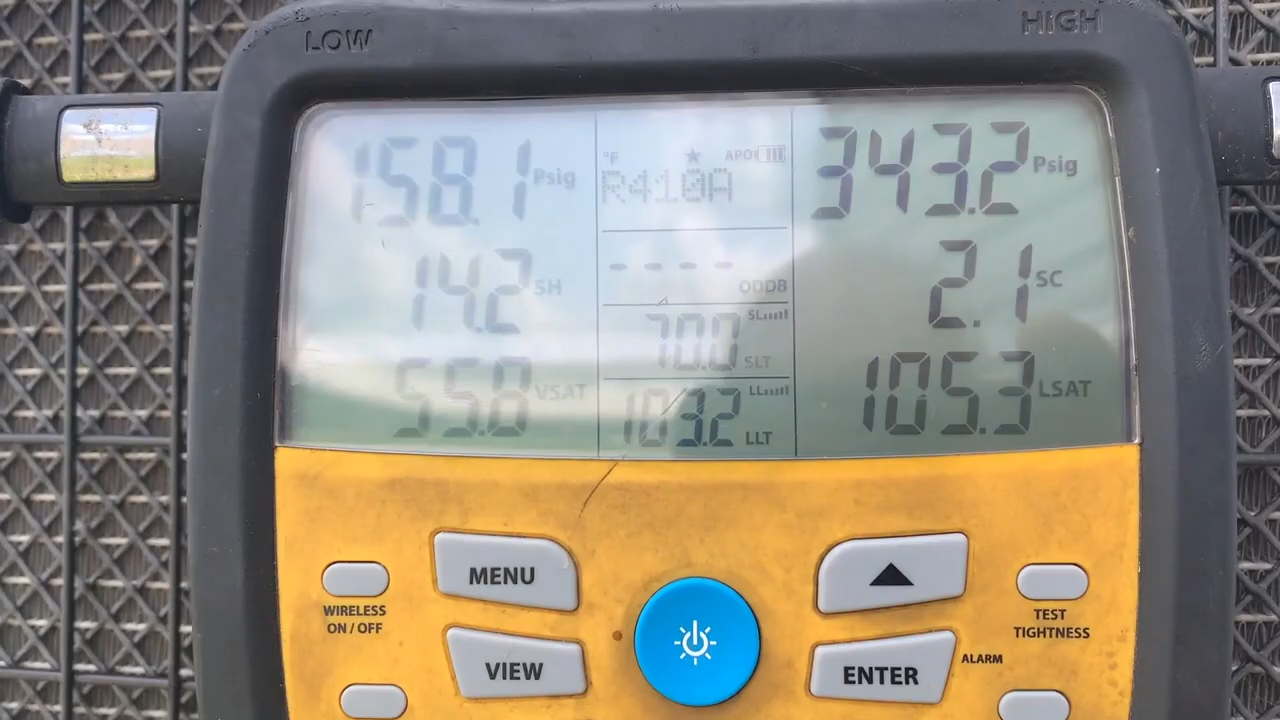 LOW
HIGH
158.1 Psig
°F
APO
R410A
343.2 Psig
14.2 SH
- - - -
ODDB
2.1 SC
SL
70.0 SLT
55.8 VSAT
LL
103.2 LLT
105.3 LSAT
MENU
WIRELESS
ON / OFF
VIEW
ENTER
TEST
TIGHTNESS
ALARM